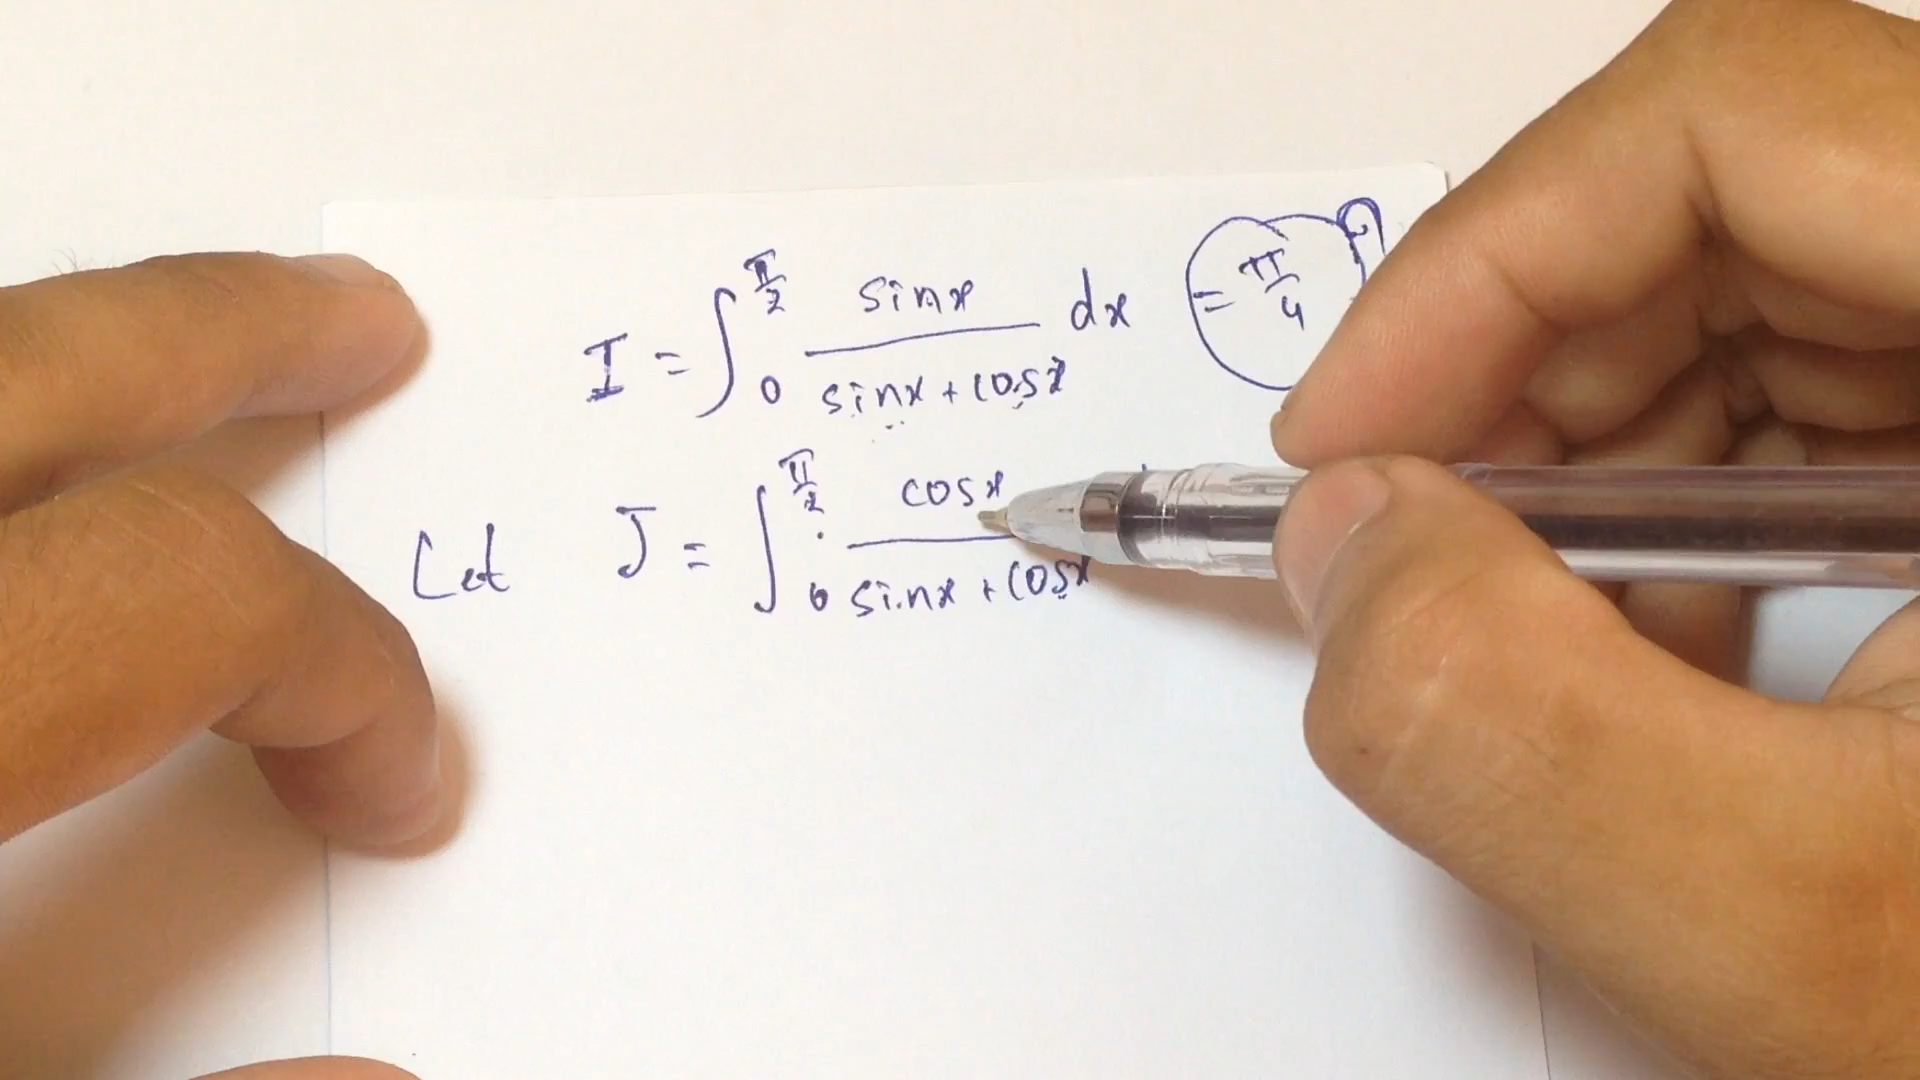 I = ∫₀^{π/2} sinx / (sinx + cosx) dx = π/4
Let J = ∫₀^{π/2} cosx / (sinx + cosx)